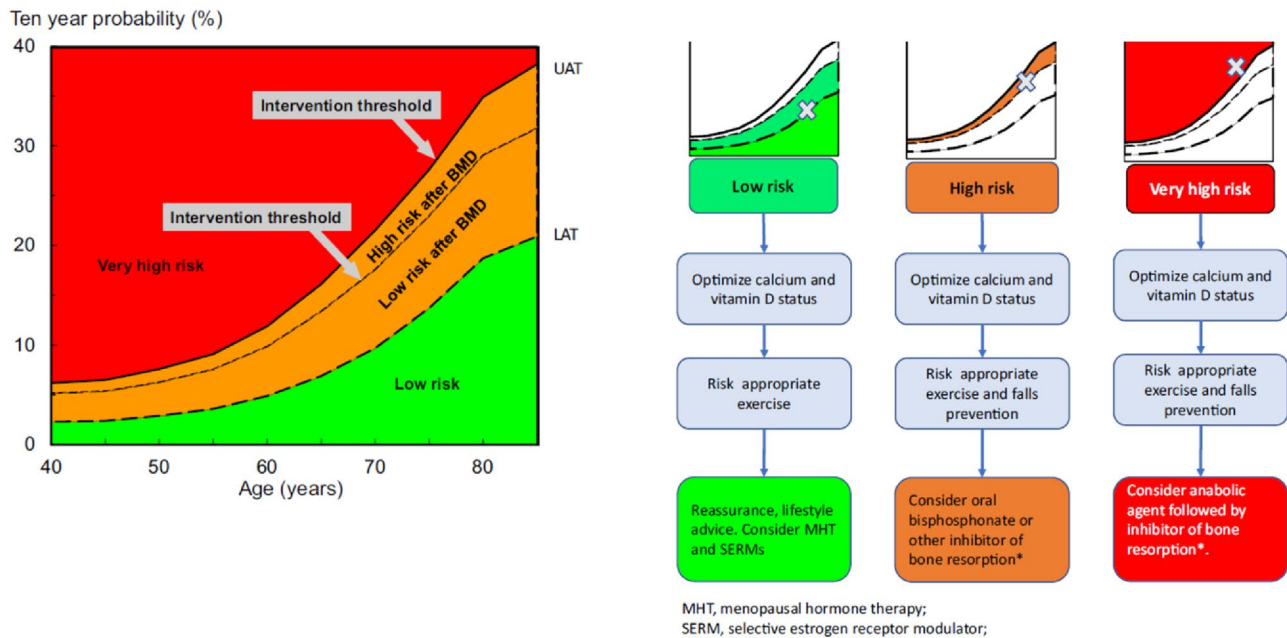 Ten year probability (%)
40
30
20
10
0
40
50
60
70
80
Age (years)
UAT
LAT
Intervention threshold
Intervention threshold
Very high risk
High risk after BMD
Low risk after BMD
Low risk
Low risk
Optimize calcium and
vitamin D status
Risk appropriate
exercise
Reassurance, lifestyle
advice. Consider MHT
and SERMs
High risk
Optimize calcium and
vitamin D status
Risk appropriate
exercise and falls
prevention
Consider oral
bisphosphonate or
other inhibitor of
bone resorption*
Very high risk
Optimize calcium and
vitamin D status
Risk appropriate
exercise and falls
prevention
Consider anabolic
agent followed by
inhibitor of bone
resorption*.
MHT, menopausal hormone therapy;
SERM, selective estrogen receptor modulator;